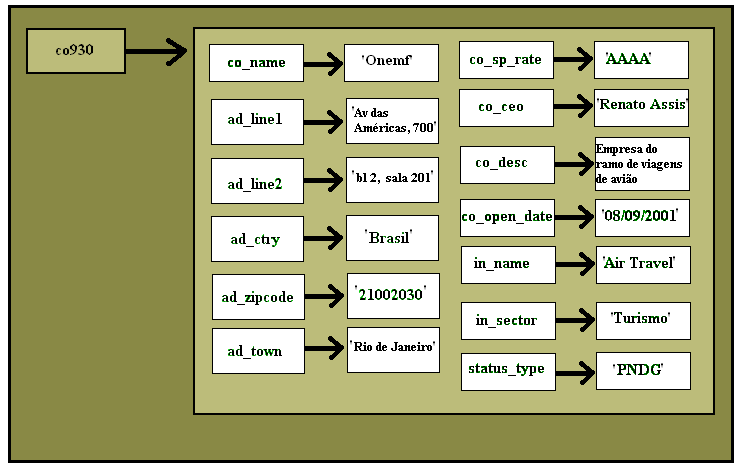 co930
co_name
'Onemf'
ad_line1
'Av das
Américas, 700'
ad_line2
'bl 2, sala 201'
ad_ctry
'Brasil'
ad_zipcode
'21002030'
ad_town
'Rio de Janeiro'
co_sp_rate
'AAAA'
co_ceo
'Renato Assis'
co_desc
Empresa do
ramo de viagens
de avião
co_open_date
'08/09/2001'
in_name
'Air Travel'
in_sector
'Turismo'
status_type
'PNDG'